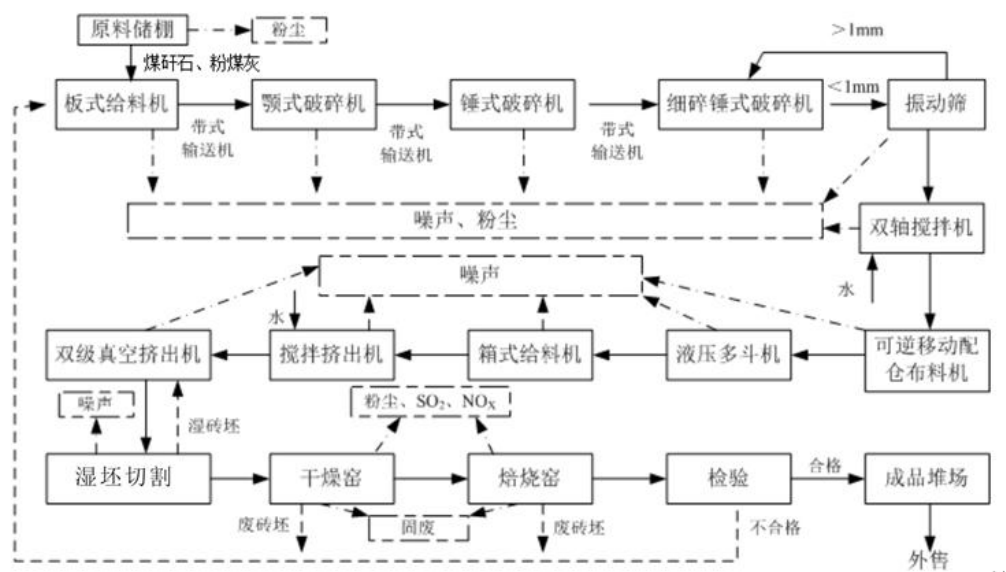 原料储棚
粉尘
煤矸石、粉煤灰
>1mm
板式给料机
颚式破碎机
锤式破碎机
细碎锤式破碎机
<1mm
振动筛
带式
输送机
带式
输送机
带式
输送机
噪声、粉尘
双轴搅拌机
噪声
水
水
双级真空挤出机
搅拌挤出机
箱式给料机
液压多斗机
可逆移动配
仓布料机
噪声
湿砖坯
粉尘、SO₂、NOX
湿坯切割
干燥窑
焙烧窑
检验
合格
成品堆场
废砖坯
固废
废砖坯
不合格
外售